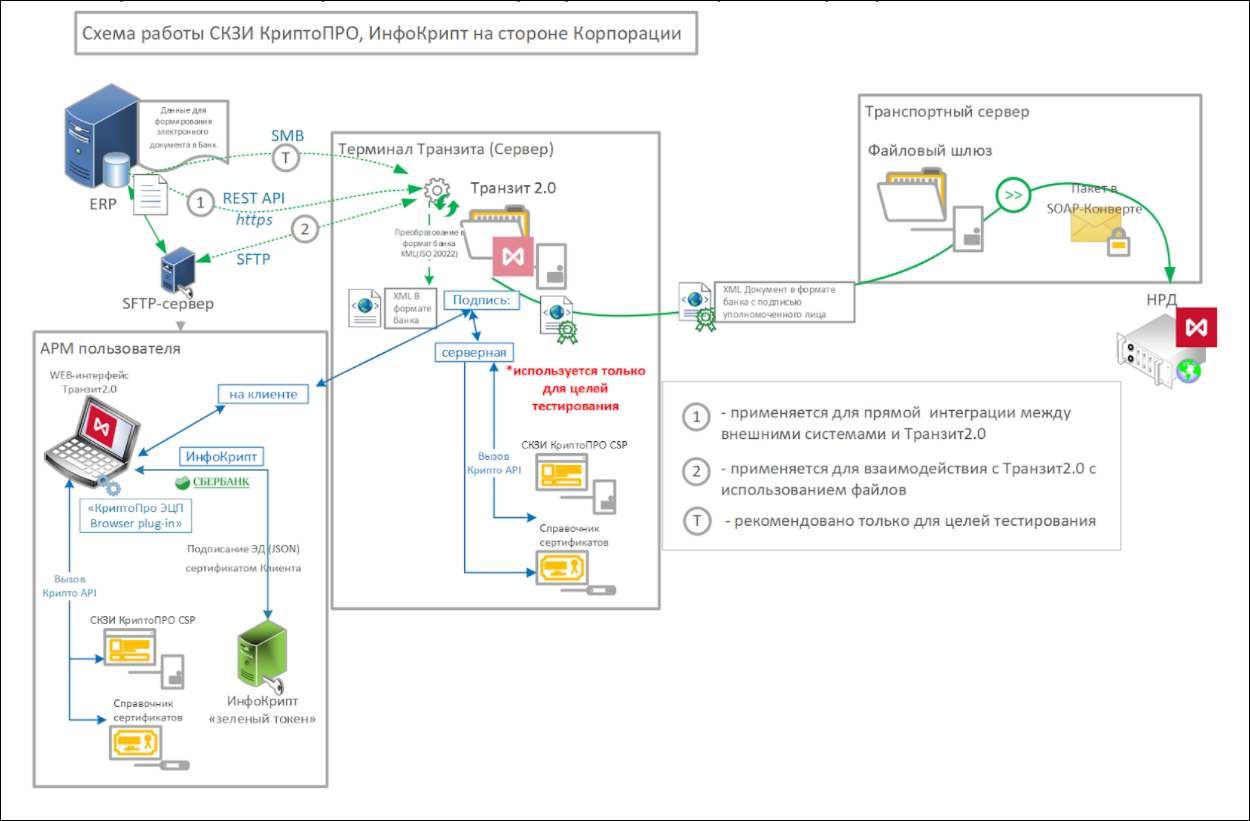 Схема работы СКЗИ КриптоПРО, ИнфоКрипт на стороне Корпорации
Данные для
формирования
электронного
документа в Банк
ERP
SMB
T
1
REST API
https
2
SFTP
SFTP-сервер
Терминал Транзита (Сервер)
Транзит 2.0
Преобразование в
формат банка
XML(ISO 20022)
XML В
формате
банка
Подпись:
серверная
*используется только
для целей
тестирования
СКЗИ КриптоПРО CSP
Вызов
Крипто API
Справочник
сертификатов
XML Документ в формате
банка с подписью
уполномоченного лица
Транспортный сервер
Файловый шлюз
>>
Пакет в
SOAP-Конверте
НРД
АРМ пользователя
WEB-интерфейс
Транзит2.0
на клиенте
ИнфоКрипт
СБЕРБАНК
«КриптоПро ЭЦП
Browser plug-in»
Подписание ЭД (JSON)
сертификатом Клиента
Вызов
Крипто API
СКЗИ КриптоПРО CSP
Справочник
сертификатов
ИнфоКрипт
«зеленый токен»
1 - применяется для прямой интеграции между
внешними системами и Транзит2.0
2 - применяется для взаимодействия с Транзит2.0 с
использованием файлов
T - рекомендовано только для целей тестирования